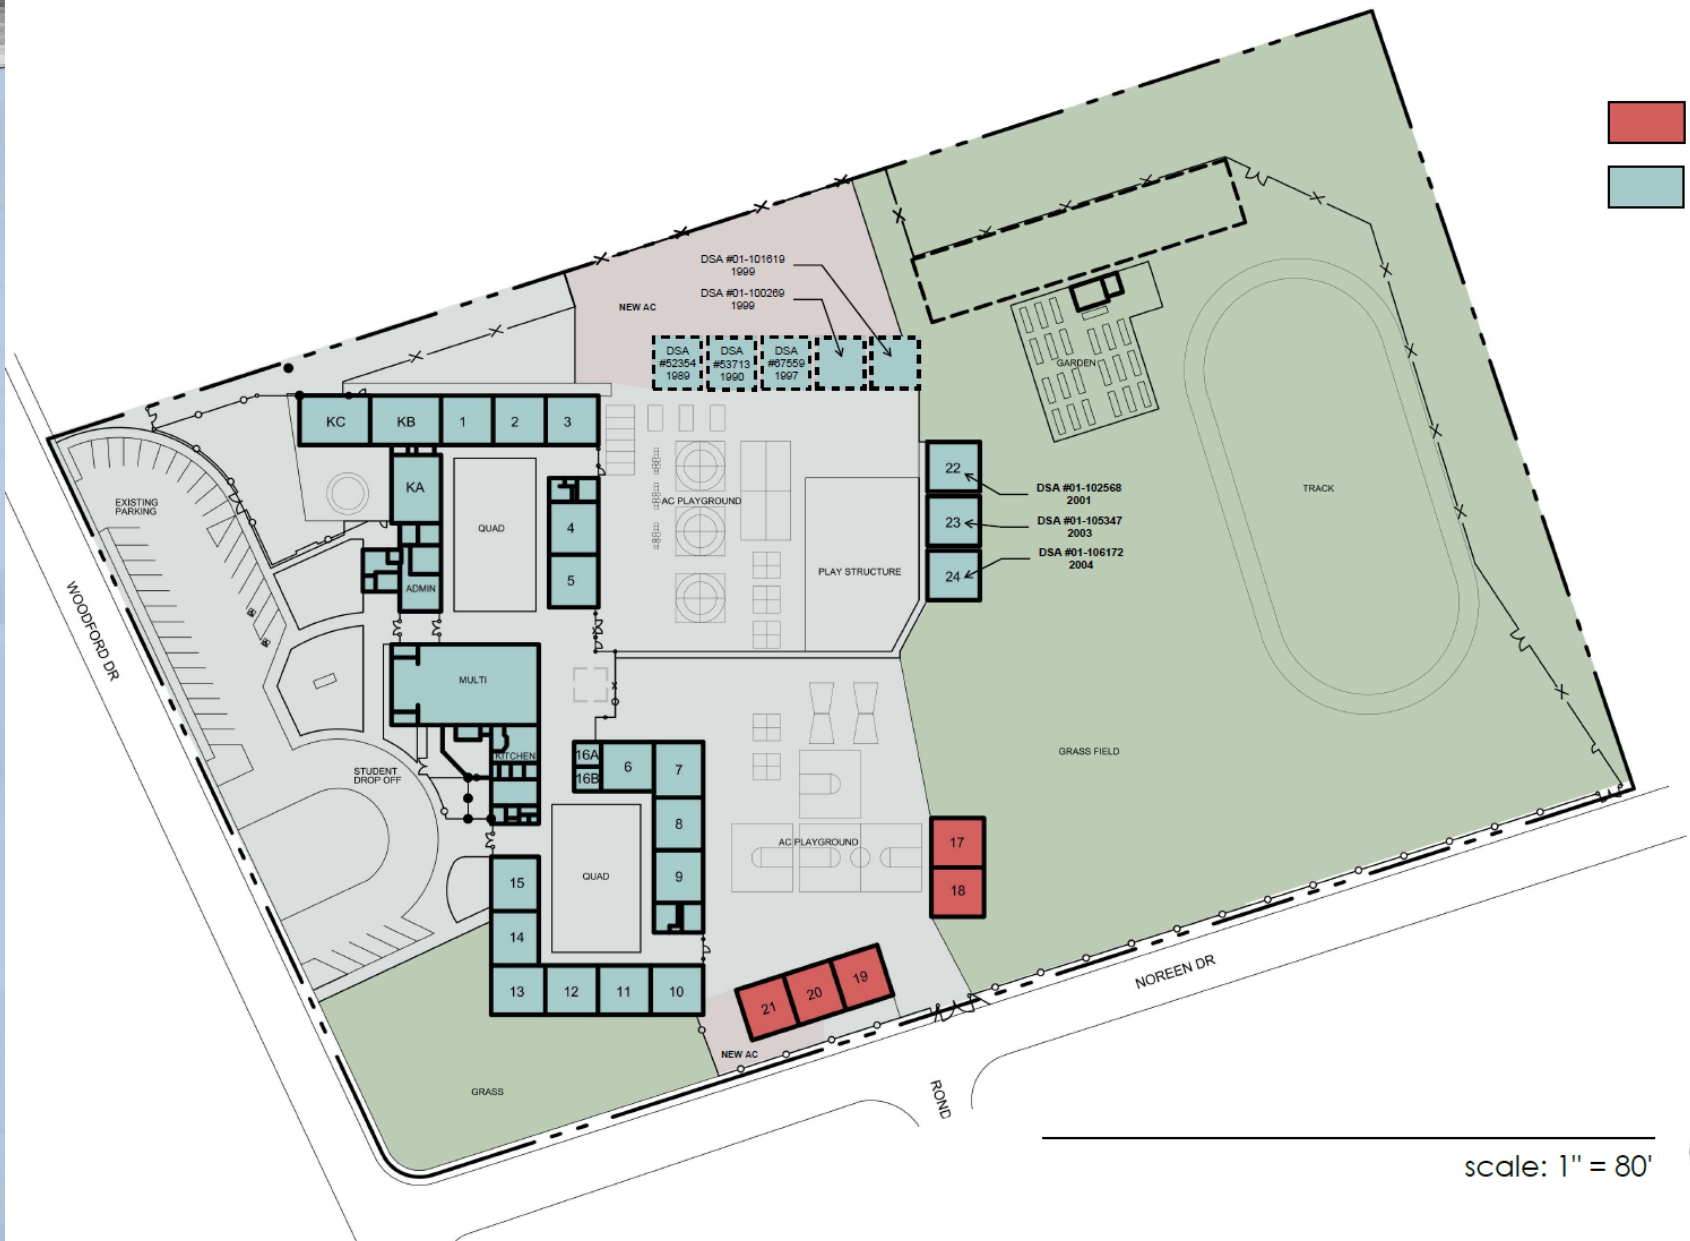 DSA #01-101619
1999
DSA #01-100269
1999
NEW AC
DSA
#52354
1989
DSA
#53713
1990
DSA
#67559
1997
GARDEN
KC
KB
1
2
3
KA
22
DSA #01-102568
2001
23
DSA #01-105347
2003
24
DSA #01-106172
2004
EXISTING
PARKING
QUAD
AC PLAYGROUND
TRACK
4
5
PLAY STRUCTURE
ADMIN
WOODFORD DR
MULTI
KITCHEN
STUDENT
DROP OFF
16A
16B
6
7
8
9
GRASS FIELD
AC PLAYGROUND
17
18
QUAD
15
14
13
12
11
10
21
20
19
NOREEN DR
NEW AC
GRASS
ROND
scale: 1" = 80'